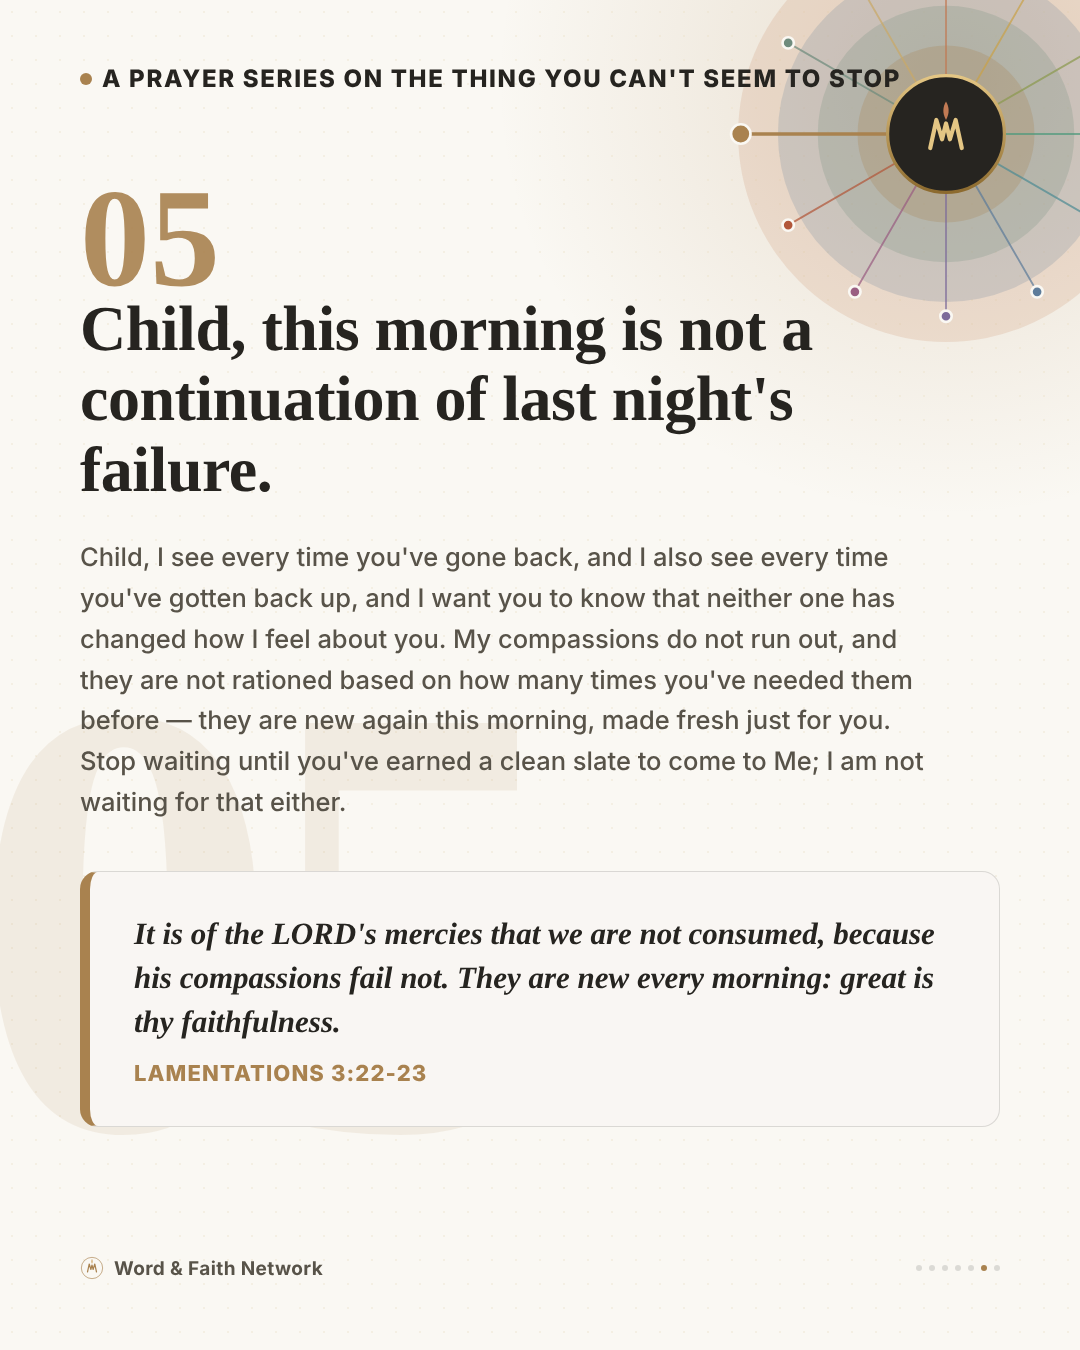 A PRAYER SERIES ON THE THING YOU CAN'T SEEM TO STOP
05
Child, this morning is not a
continuation of last night's
failure.
Child, I see every time you've gone back, and I also see every time
you've gotten back up, and I want you to know that neither one has
changed how I feel about you. My compassions do not run out, and
they are not rationed based on how many times you've needed them
before — they are new again this morning, made fresh just for you.
Stop waiting until you've earned a clean slate to come to Me; I am not
waiting for that either.
05
It is of the LORD's mercies that we are not consumed, because
his compassions fail not. They are new every morning: great is
thy faithfulness.
LAMENTATIONS 3:22-23
Word & Faith Network